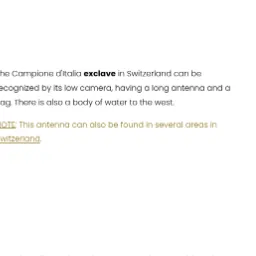 he Campione d'Italia exclave in Switzerland can be
ecognized by its low camera, having a long antenna and a
ag. There is also a body of water to the west.
OTE: This antenna can also be found in several areas in
witzerland.